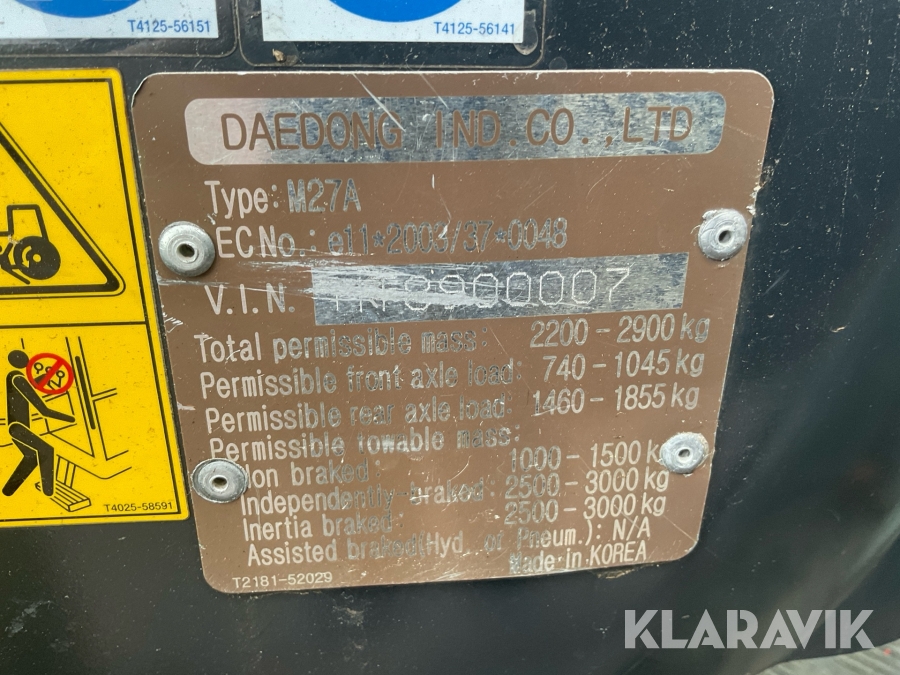 T4125-56151
T4125-56141
DAEDONG IND.CO.,LTD
Type: M27A
EC No.: e11*2003/37*0048
V.I.N. 8900007
Total permissible mass: 2200 - 2900 kg
Permissible front axle load: 740 - 1045 kg
Permissible rear axle load: 1460 - 1855 kg
Permissible towable mass:
Non braked: 1000 - 1500 kg
Independently-braked: 2500 - 3000 kg
Inertia braked: 2500 - 3000 kg
Assisted braked(Hyd. or Pneum.): N/A
Made in KOREA
T2181-52029
T4025-58591
KLARAVIK